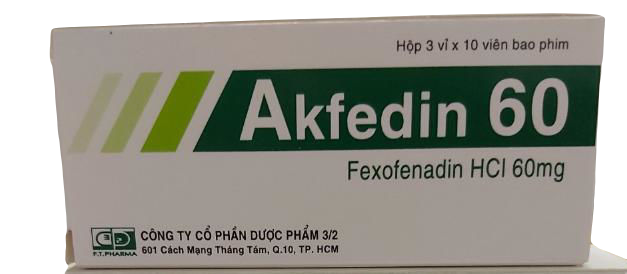 Hộp 3 vỉ x 10 viên bao phim
Akfedin 60
Fexofenadin HCl 60mg
F.T.PHARMA
CÔNG TY CỔ PHẦN DƯỢC PHẨM 3/2
601 Cách Mạng Tháng Tám, Q.10, TP. HCM